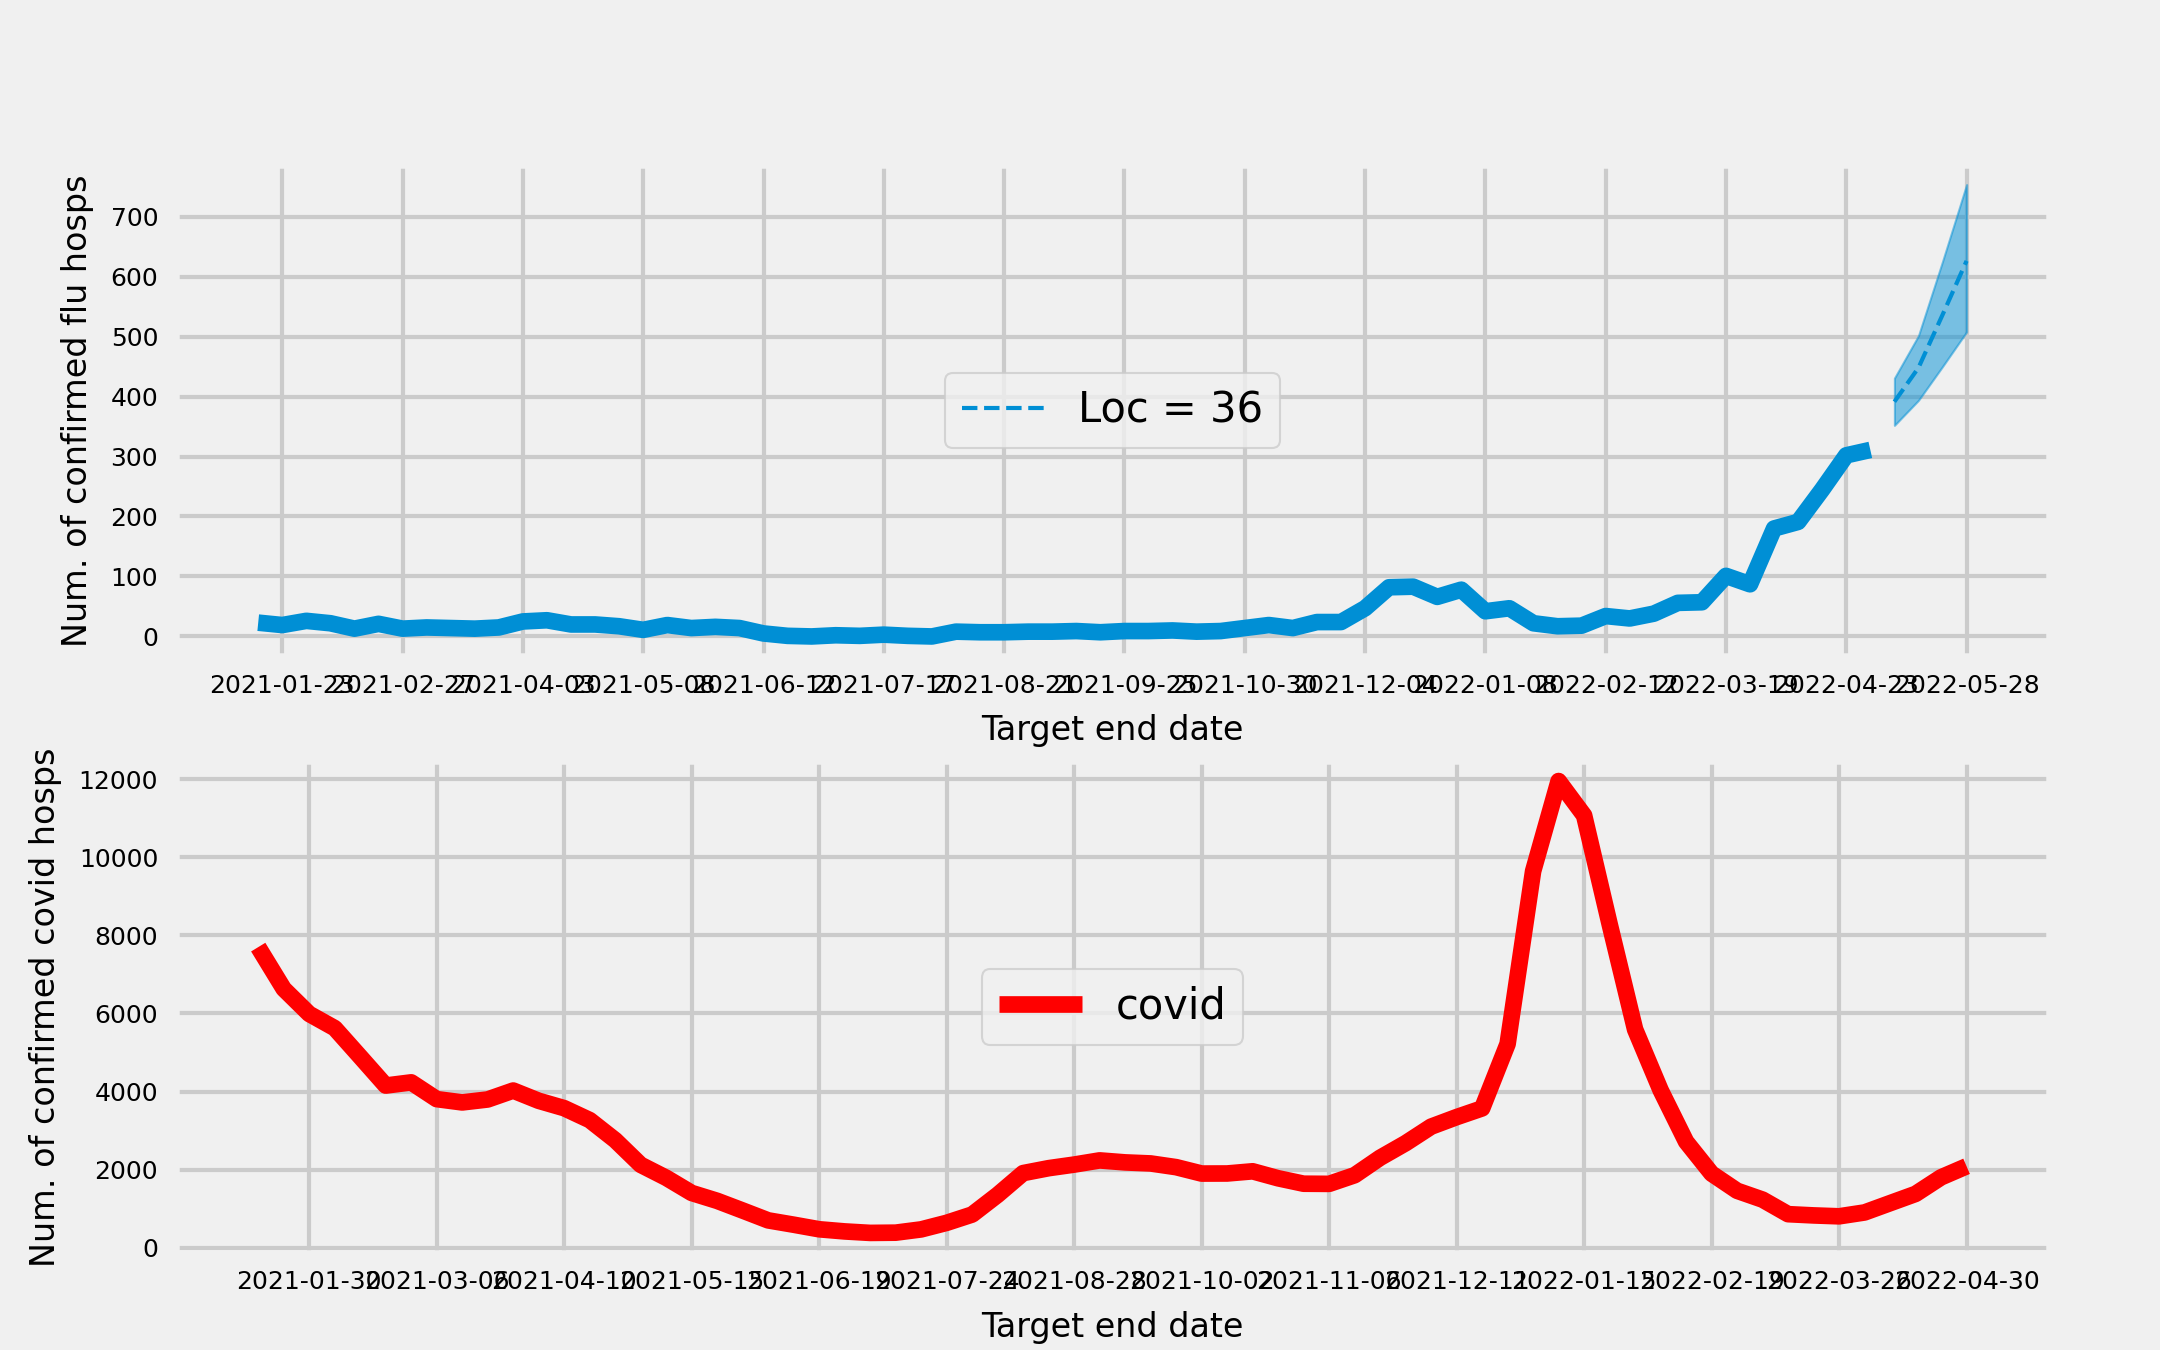 Num. of confirmed flu hosps
700
600
500
400
300
200
100
0
Loc = 36
2021-01-23 2021-02-27 2021-04-03 2021-05-08 2021-06-12 2021-07-17 2021-08-21 2021-09-25 2021-10-30 2021-12-04 2022-01-08 2022-02-12 2022-03-19 2022-04-23 2022-05-28
Target end date
Num. of confirmed covid hosps
12000
10000
8000
6000
4000
2000
0
covid
2021-01-30 2021-03-06 2021-04-10 2021-05-15 2021-06-19 2021-07-24 2021-08-28 2021-10-02 2021-11-06 2021-12-11 2022-01-15 2022-02-19 2022-03-26 2022-04-30
Target end date